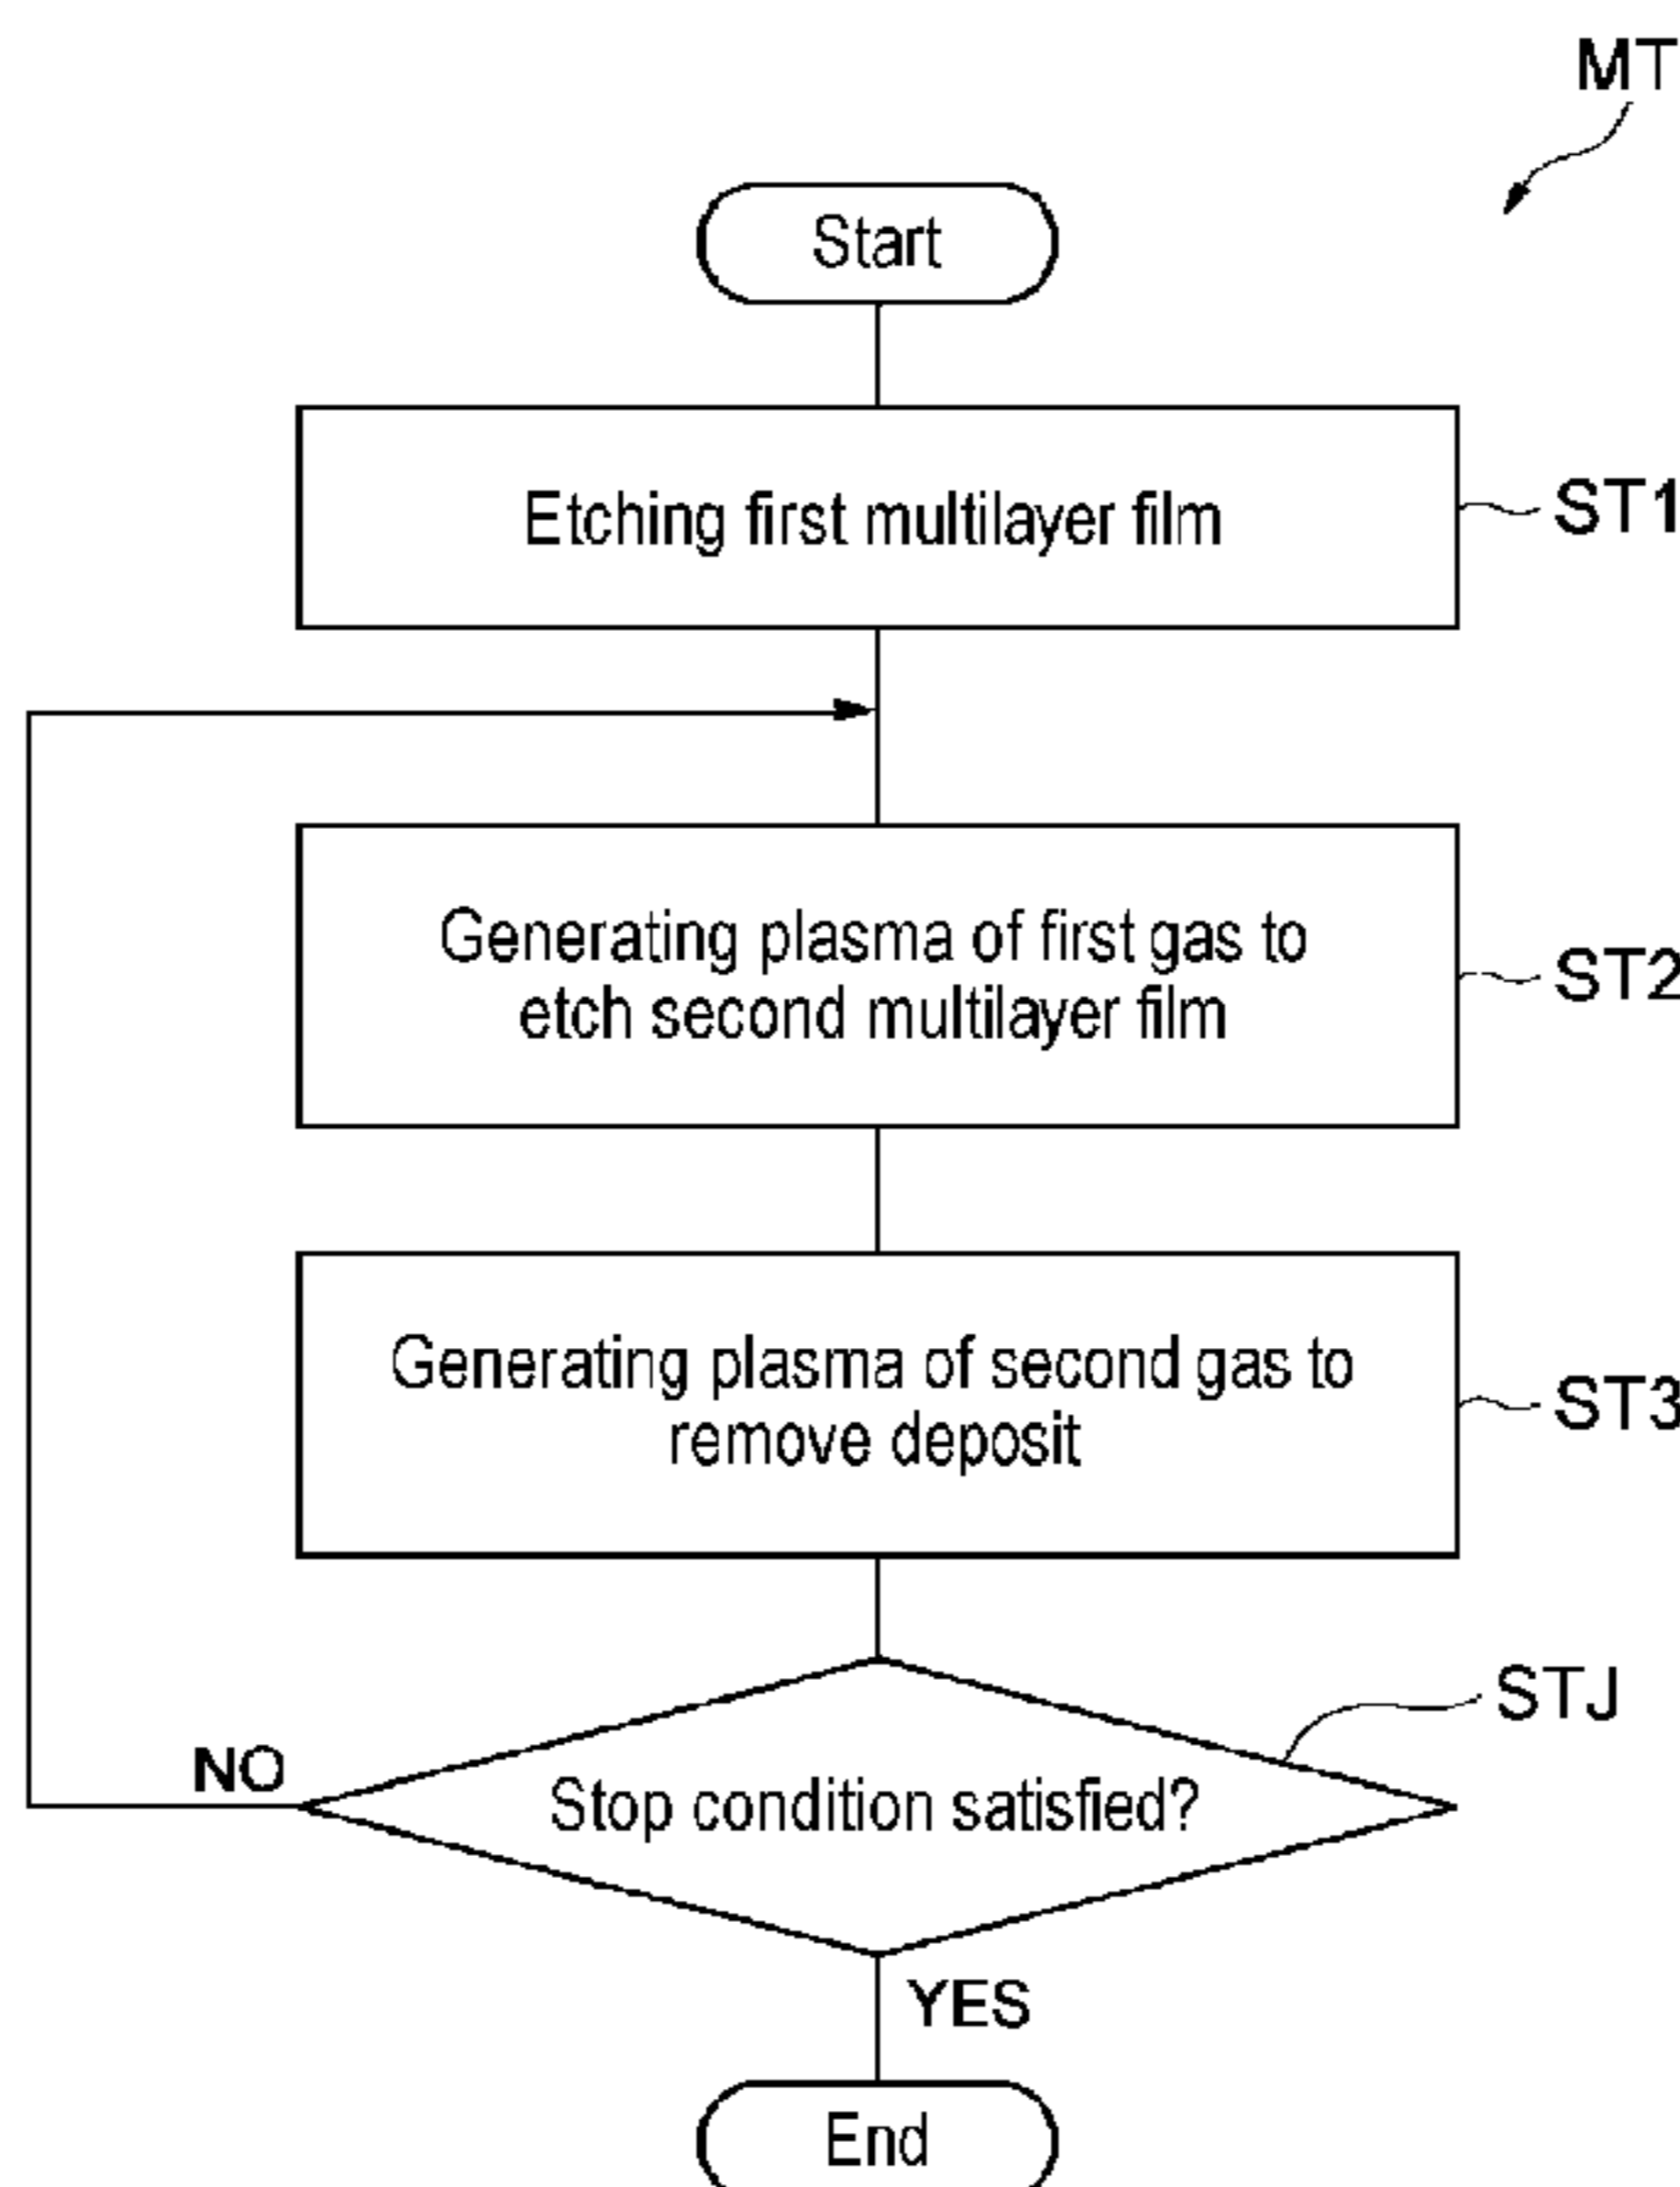 MT
Start
Etching first multilayer film
ST1
Generating plasma of first gas to
etch second multilayer film
ST2
Generating plasma of second gas to
remove deposit
ST3
STJ
NO
Stop condition satisfied?
YES
End